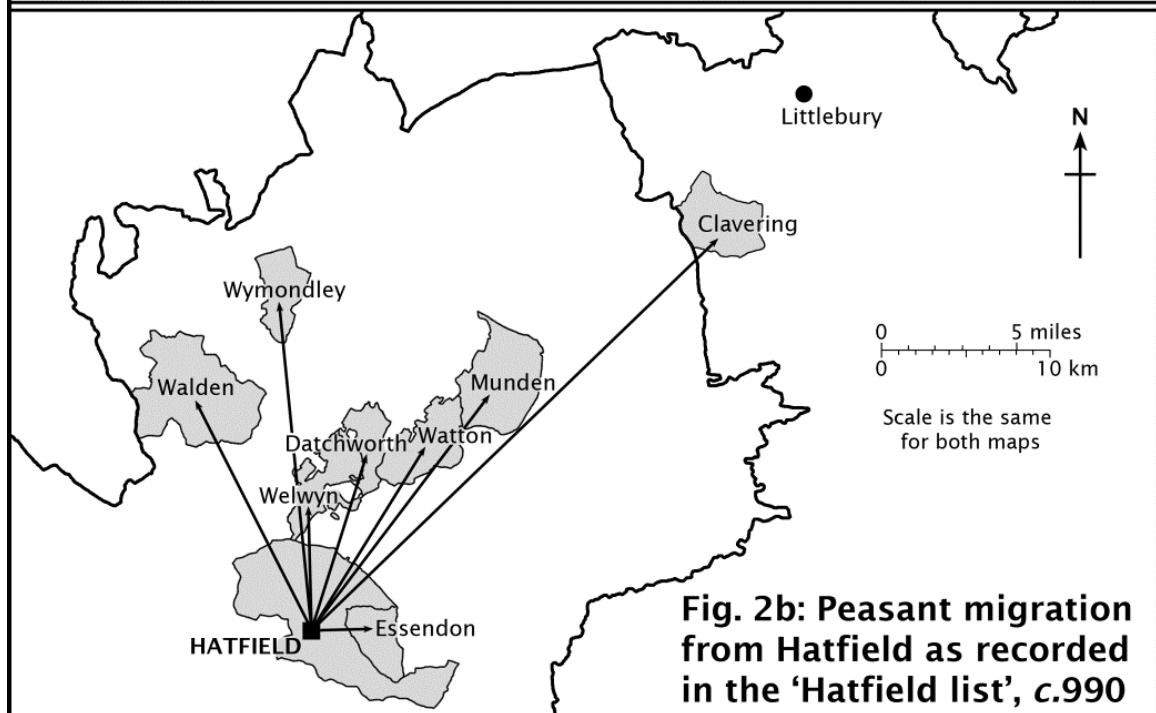 Littlebury
N
Clavering
Wymondley
0 5 miles
0 10 km
Walden
Munden
Scale is the same
for both maps
Datchworth
Watton
Welwyn
Essendon
HATFIELD
Fig. 2b: Peasant migration
from Hatfield as recorded
in the ‘Hatfield list’, c.990